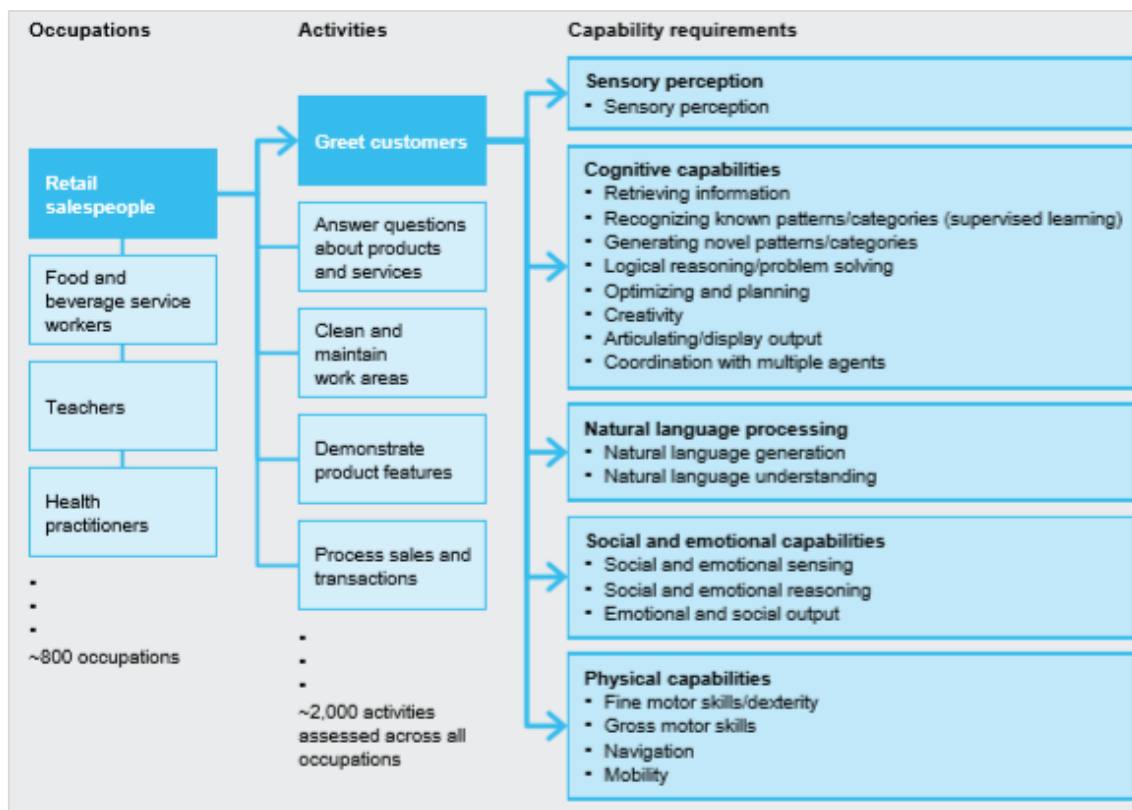 Occupations
Activities
Capability requirements
Retail
salespeople
Food and
beverage service
workers
Teachers
Health
practitioners
~800 occupations
Greet customers
Answer questions
about products
and services
Clean and
maintain
work areas
Demonstrate
product features
Process sales and
transactions
~2,000 activities
assessed across all
occupations
Sensory perception
▪ Sensory perception
Cognitive capabilities
▪ Retrieving information
▪ Recognizing known patterns/categories (supervised learning)
▪ Generating novel patterns/categories
▪ Logical reasoning/problem solving
▪ Optimizing and planning
▪ Creativity
▪ Articulating/display output
▪ Coordination with multiple agents
Natural language processing
▪ Natural language generation
▪ Natural language understanding
Social and emotional capabilities
▪ Social and emotional sensing
▪ Social and emotional reasoning
▪ Emotional and social output
Physical capabilities
▪ Fine motor skills/dexterity
▪ Gross motor skills
▪ Navigation
▪ Mobility